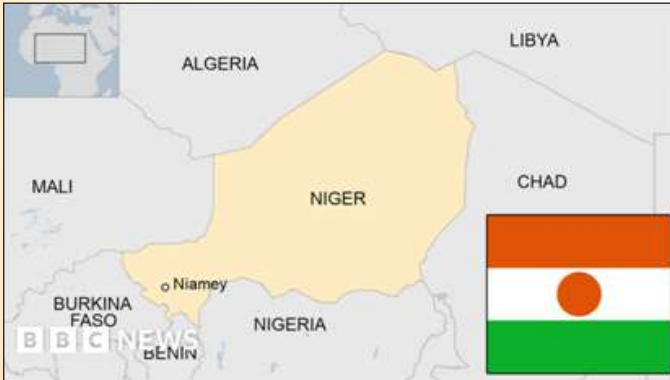 LIBYA
ALGERIA
MALI
CHAD
NIGER
Niamey
BURKINA
FASO
NIGERIA
BBC NEWS
BENIN